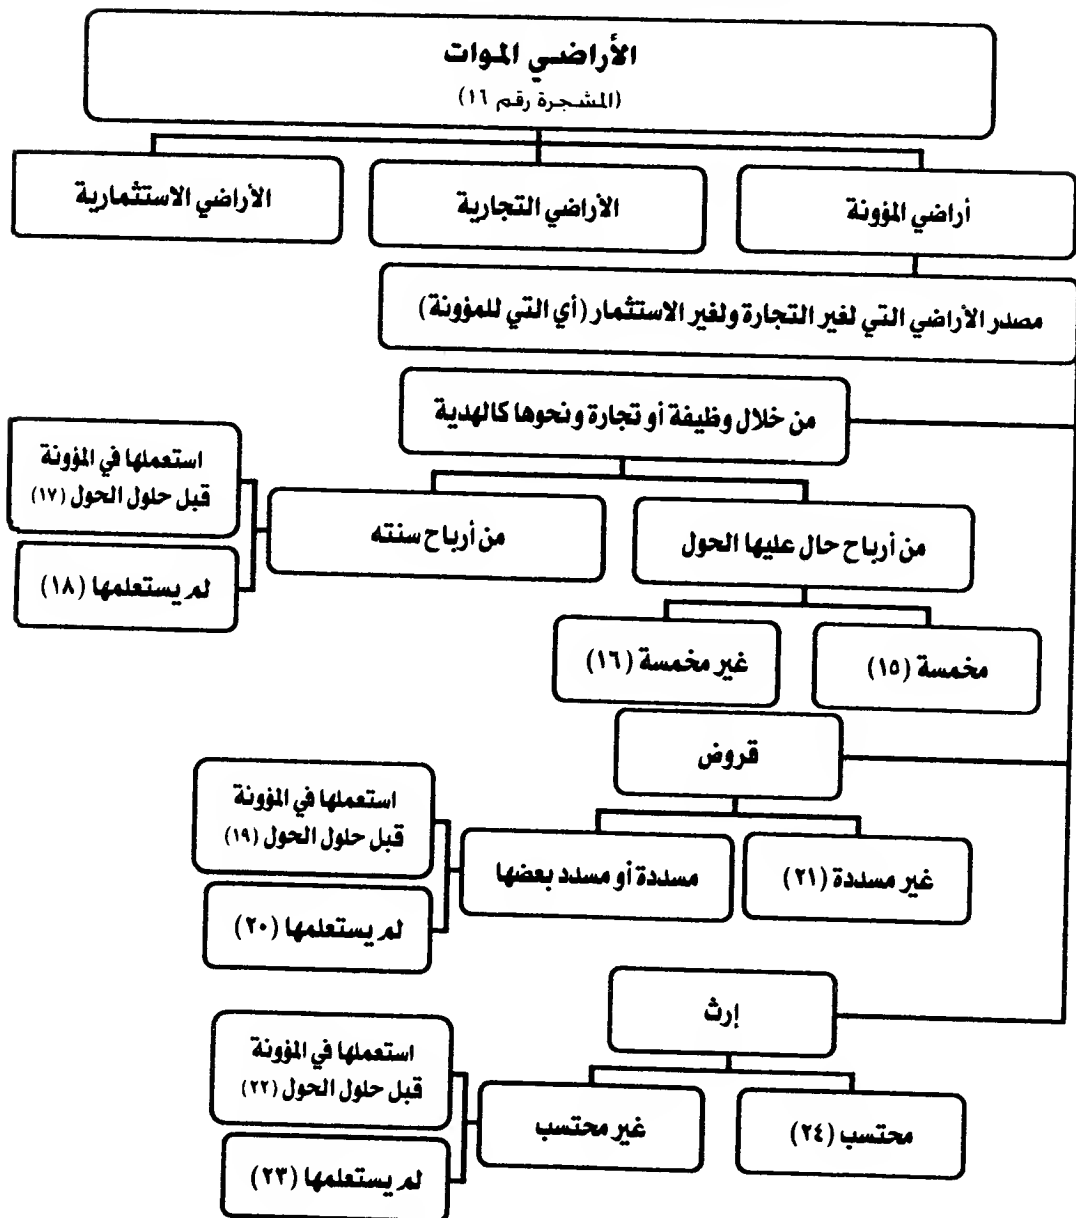 الأراضي الموات
(المشجرة رقم ١٦)
أراضي المؤونة
الأراضي التجارية
الأراضي الاستثمارية
مصدر الأراضي التي لغير التجارة ولغير الاستثمار (أي التي للمؤونة)
من خلال وظيفة أو تجارة ونحوها كالهدية
من أرباح حال عليها الحول
من أرباح سنته
استعملها في المؤونة
قبل حلول الحول (١٧)
لم يستعلمها (١٨)
مخمسة (١٥)
غير مخمسة (١٦)
قروض
غير مسددة (٢١)
مسددة أو مسدد بعضها
استعملها في المؤونة
قبل حلول الحول (١٩)
لم يستعلمها (٢٠)
إرث
محتسب (٢٤)
غير محتسب
استعملها في المؤونة
قبل حلول الحول (٢٢)
لم يستعلمها (٢٣)